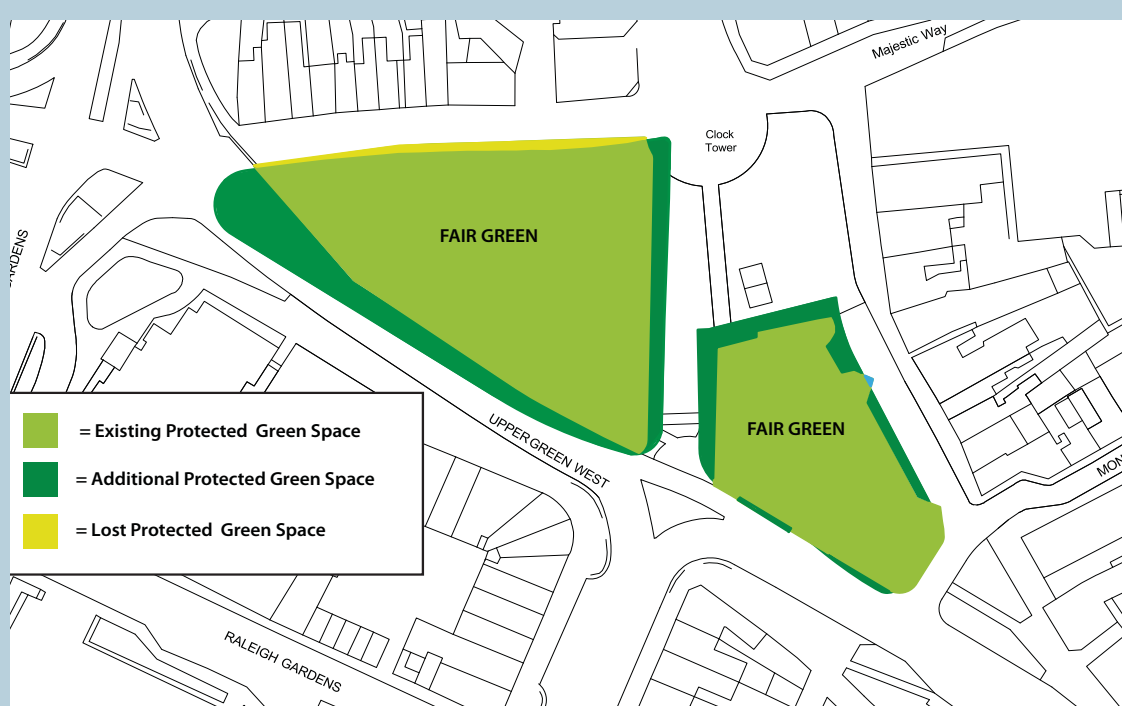 Majestic Way
Clock
Tower
FAIR GREEN
UPPER GREEN WEST
FAIR GREEN
= Existing Protected Green Space
= Additional Protected Green Space
= Lost Protected Green Space
RALEIGH GARDENS